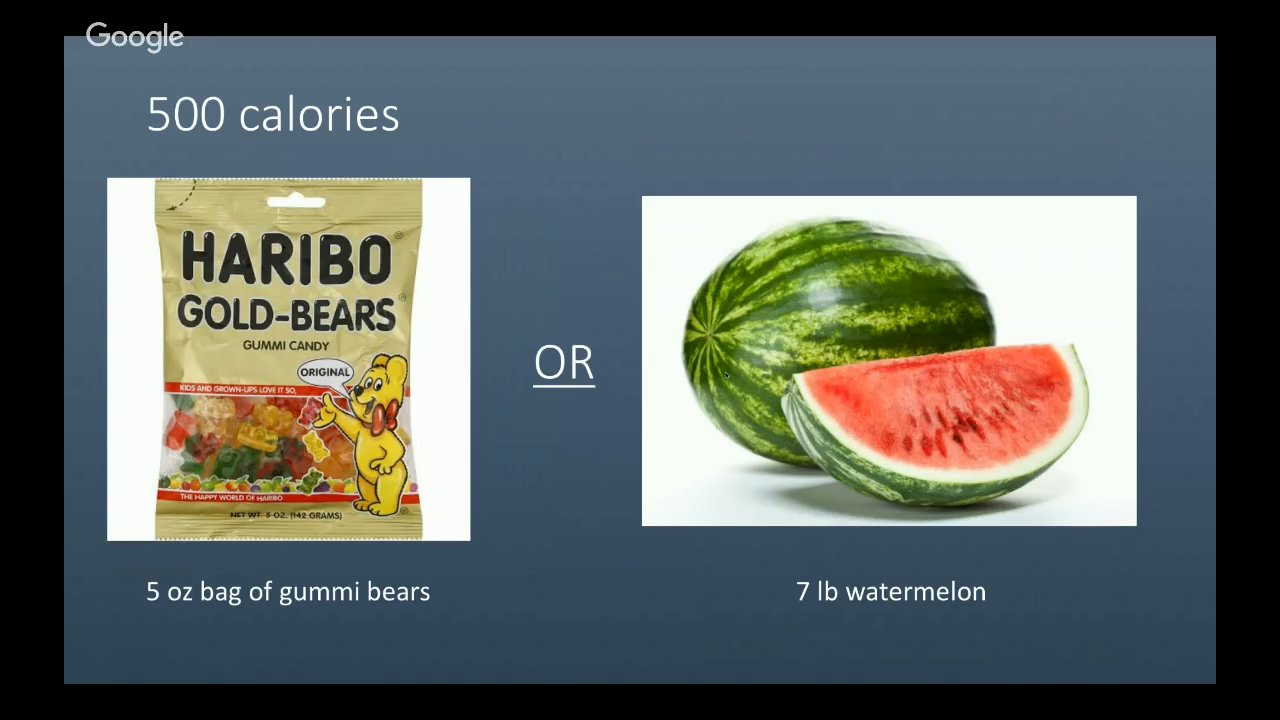 Google
500 calories
HARIBO
GOLD-BEARS
GUMMI CANDY
ORIGINAL
KIDS AND GROWN-UPS LOVE IT SO,
THE HAPPY WORLD OF HARIBO
NET WT. 5 OZ. (142 GRAMS)
OR
5 oz bag of gummi bears
7 lb watermelon